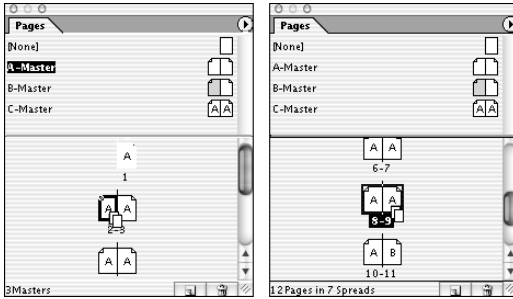 Pages
[None]
A-Master
B-Master
C-Master
A A
A
1
A A
2-3
A A
3Masters
Pages
[None]
A-Master
B-Master
C-Master
A A
A A
6-7
A A
8-9
A B
10-11
12 Pages in 7 Spreads